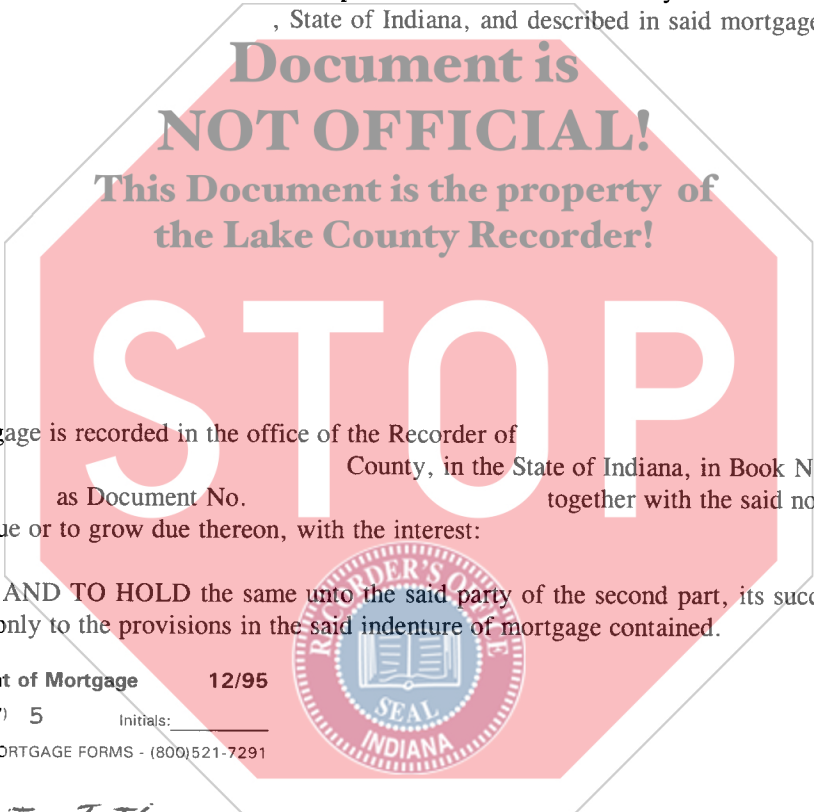 , State of Indiana, and described in said mortgage
Document is
NOT OFFICIAL!
This Document is the property of
the Lake County Recorder!
STOP
gage is recorded in the office of the Recorder of
County, in the State of Indiana, in Book N
as Document No. together with the said no
ue or to grow due thereon, with the interest:
AND TO HOLD the same unto the said party of the second part, its succ
only to the provisions in the said indenture of mortgage contained.
t of Mortgage 12/95
5 Initials:
ORTGAGE FORMS - (800)521-7291
RECORDER'S OFFICE
SEAL
INDIANA